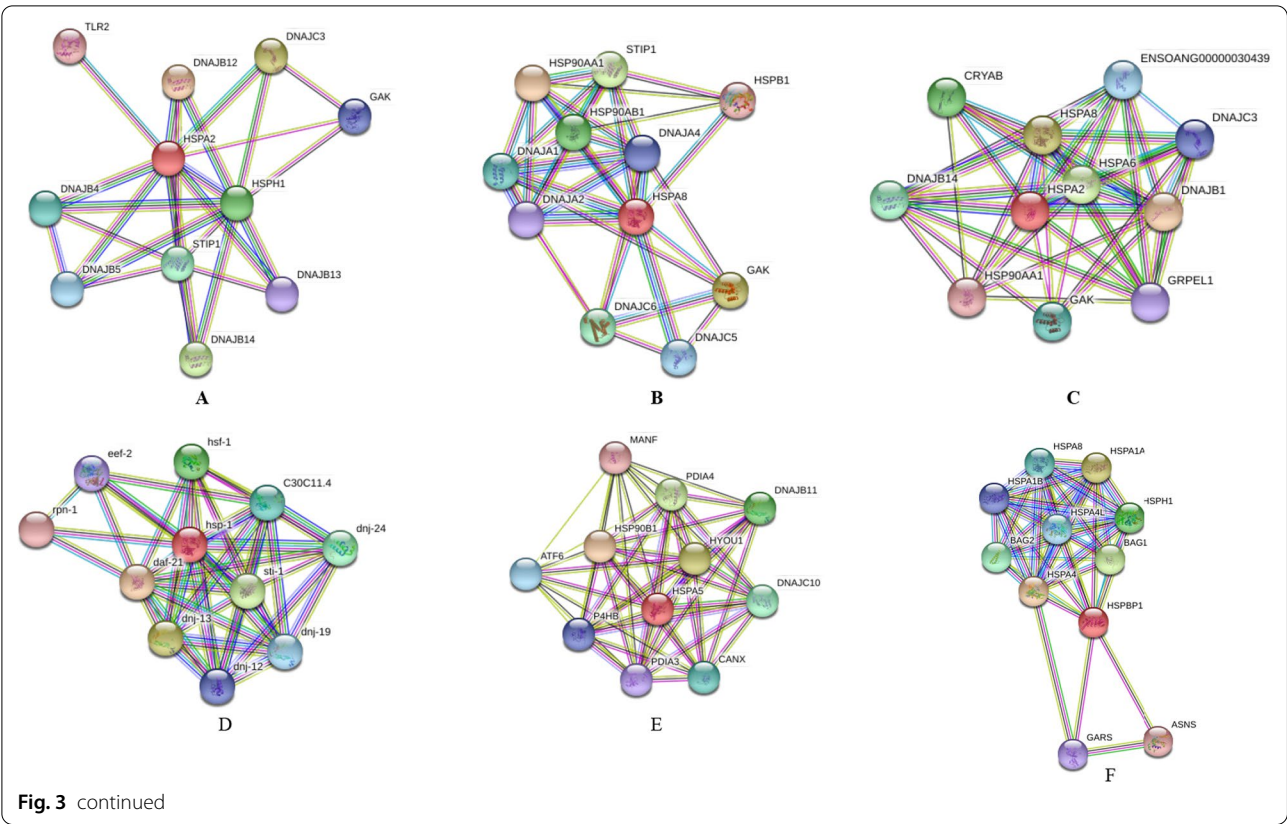 TLR2
DNAJC3
DNAJB12
GAK
HSPA2
HSPH1
DNAJB4
STIP1
DNAJB5
DNAJB13
DNAJB14
A
STIP1
HSP90AA1
HSPB1
HSP90AB1
DNAJA4
DNAJA1
DNAJA2
HSPA8
GAK
DNAJC6
DNAJC5
B
ENSOANG00000030439
CRYAB
HSPA8
DNAJC3
HSPA6
DNAJB14
HSPA2
DNAJB1
HSP90AA1
GRPEL1
GAK
C
hsf-1
eef-2
C30C11.4
rpn-1
hsp-1
dnj-24
daf-21
sti-1
dnj-13
dnj-19
dnj-12
D
MANF
PDIA4
DNAJB11
HSP90B1
HYOU1
ATF6
DNAJC10
HSPA5
P4HB
PDIA3
CANX
E
HSPA8
HSPA1A
HSPA1B
HSPH1
HSPA4L
BAG2
BAG1
HSPA4
HSPBP1
ASNS
GARS
F
Fig. 3 continued